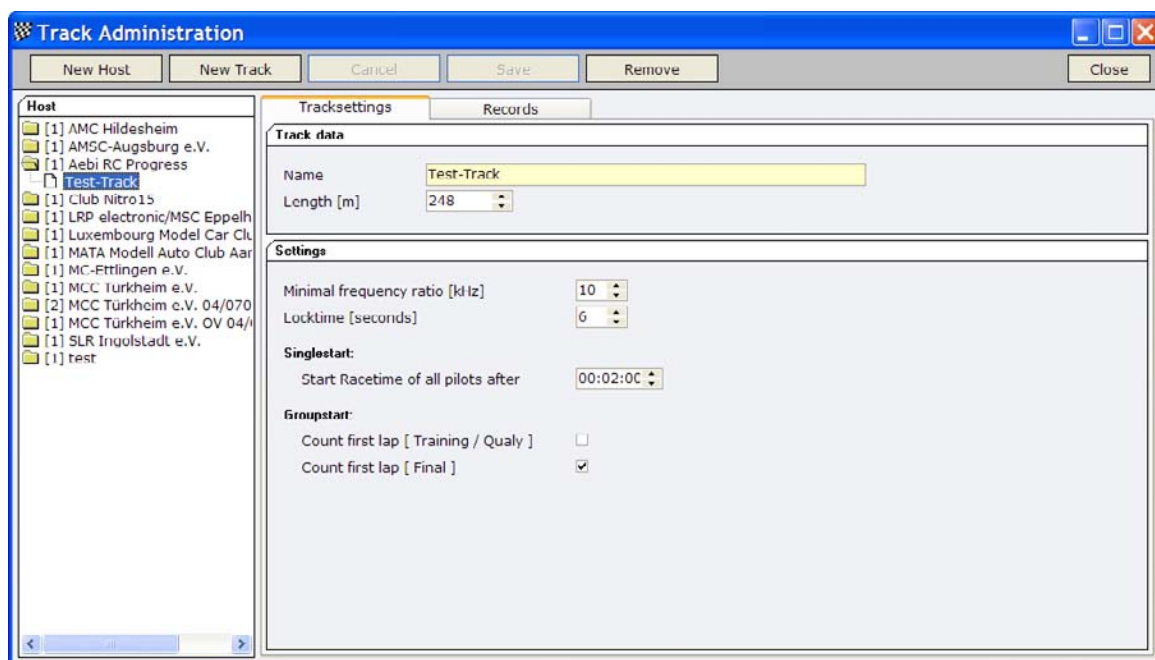 Track Administration
New Host New Track Cancel Save Remove Close
Host
[1] AMC Hildesheim
[1] AMSC-Augsburg e.V.
[1] Aebi RC Progress
Test-Track
[1] Club Nitro15
[1] LRP electronic/MSC Eppelh
[1] Luxembourg Model Car Clu
[1] MATA Modell Auto Club Aar
[1] MC-Ettlingen e.V.
[1] MCC Türkheim e.V.
[2] MCC Türkheim e.V. 04/070
[1] MCC Türkheim e.V. OV 04/
[1] SLR Ingolstadt e.V.
[1] test
Tracksettings Records
Track data
Name Test-Track
Length [m] 248
Settings
Minimal frequency ratio [kHz] 10
Locktime [seconds] 6
Singlestart:
Start Racetime of all pilots after 00:02:00
Groupstart:
Count first lap [ Training / Qualy ]
Count first lap [ Final ]